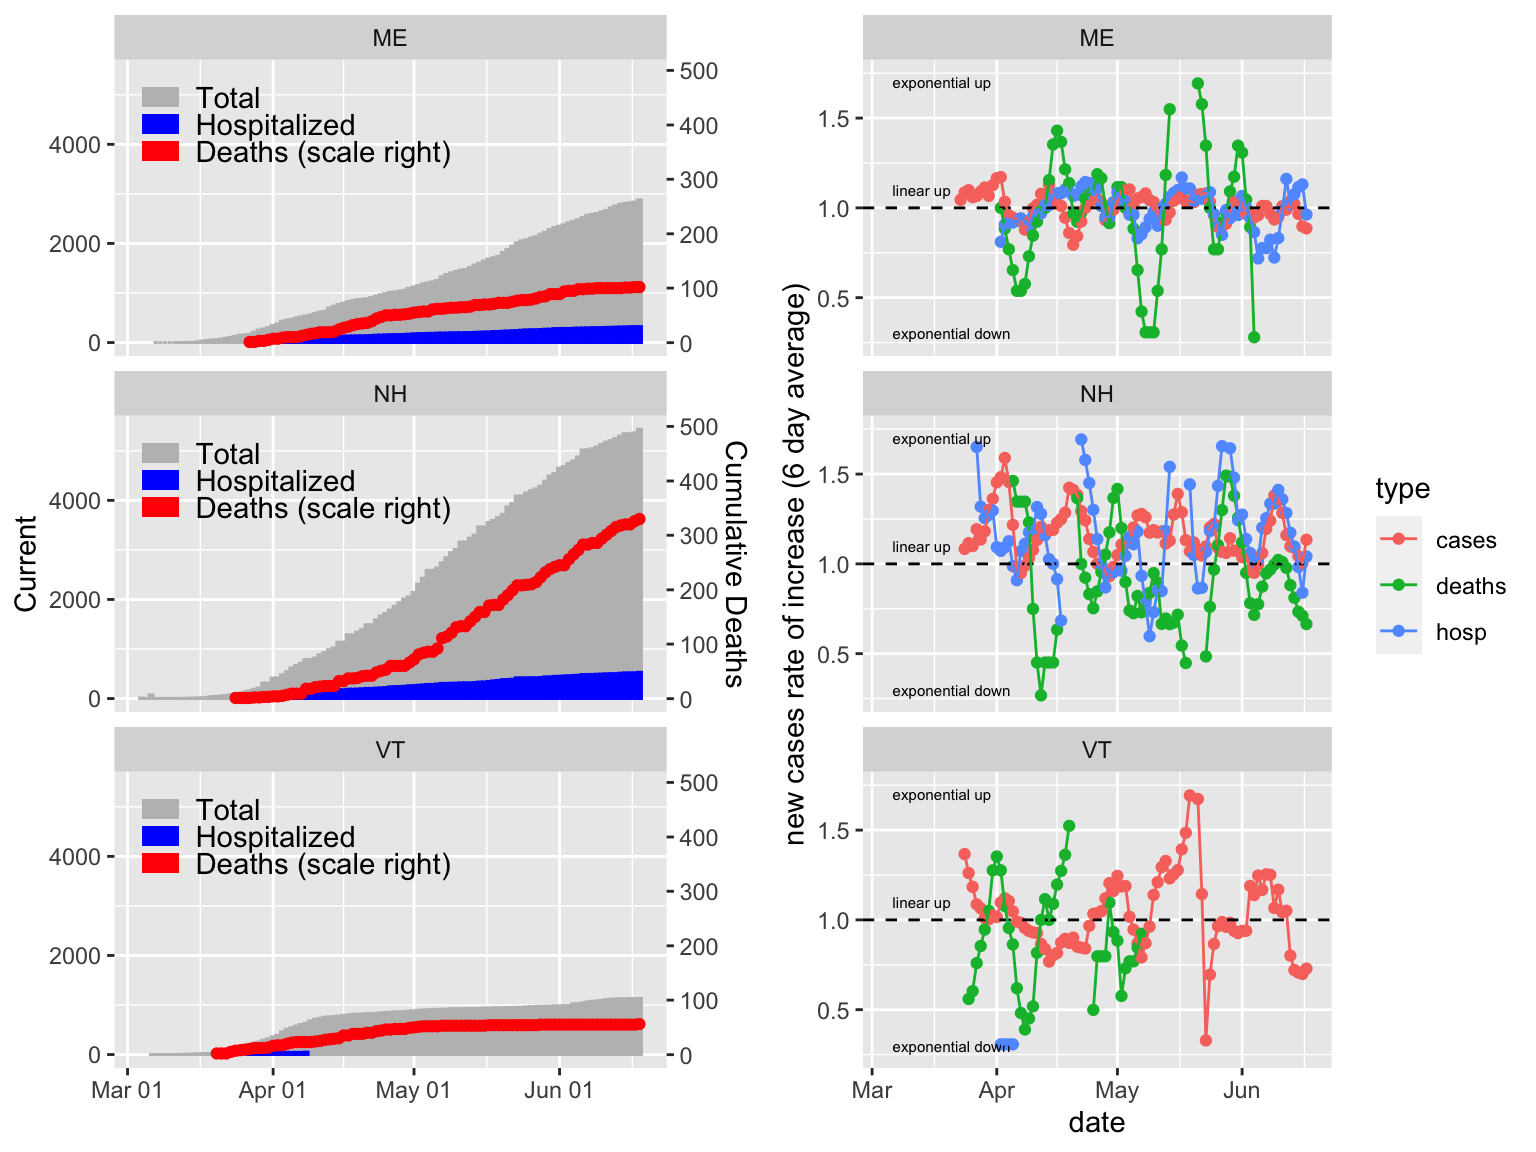 ME
Total
Hospitalized
Deaths (scale right)
4000
2000
0
500
400
300
200
100
0
NH
Total
Hospitalized
Deaths (scale right)
4000
2000
0
500
400
300
200
100
0
VT
Total
Hospitalized
Deaths (scale right)
4000
2000
0
500
400
300
200
100
0
Mar 01
Apr 01
May 01
Jun 01
Current
Cumulative Deaths
new cases rate of increase (6 day average)
ME
exponential up
linear up
exponential down
1.5
1.0
0.5
NH
exponential up
linear up
exponential down
1.5
1.0
0.5
VT
exponential up
linear up
exponential down
1.5
1.0
0.5
Mar
Apr
May
Jun
date
type
cases
deaths
hosp